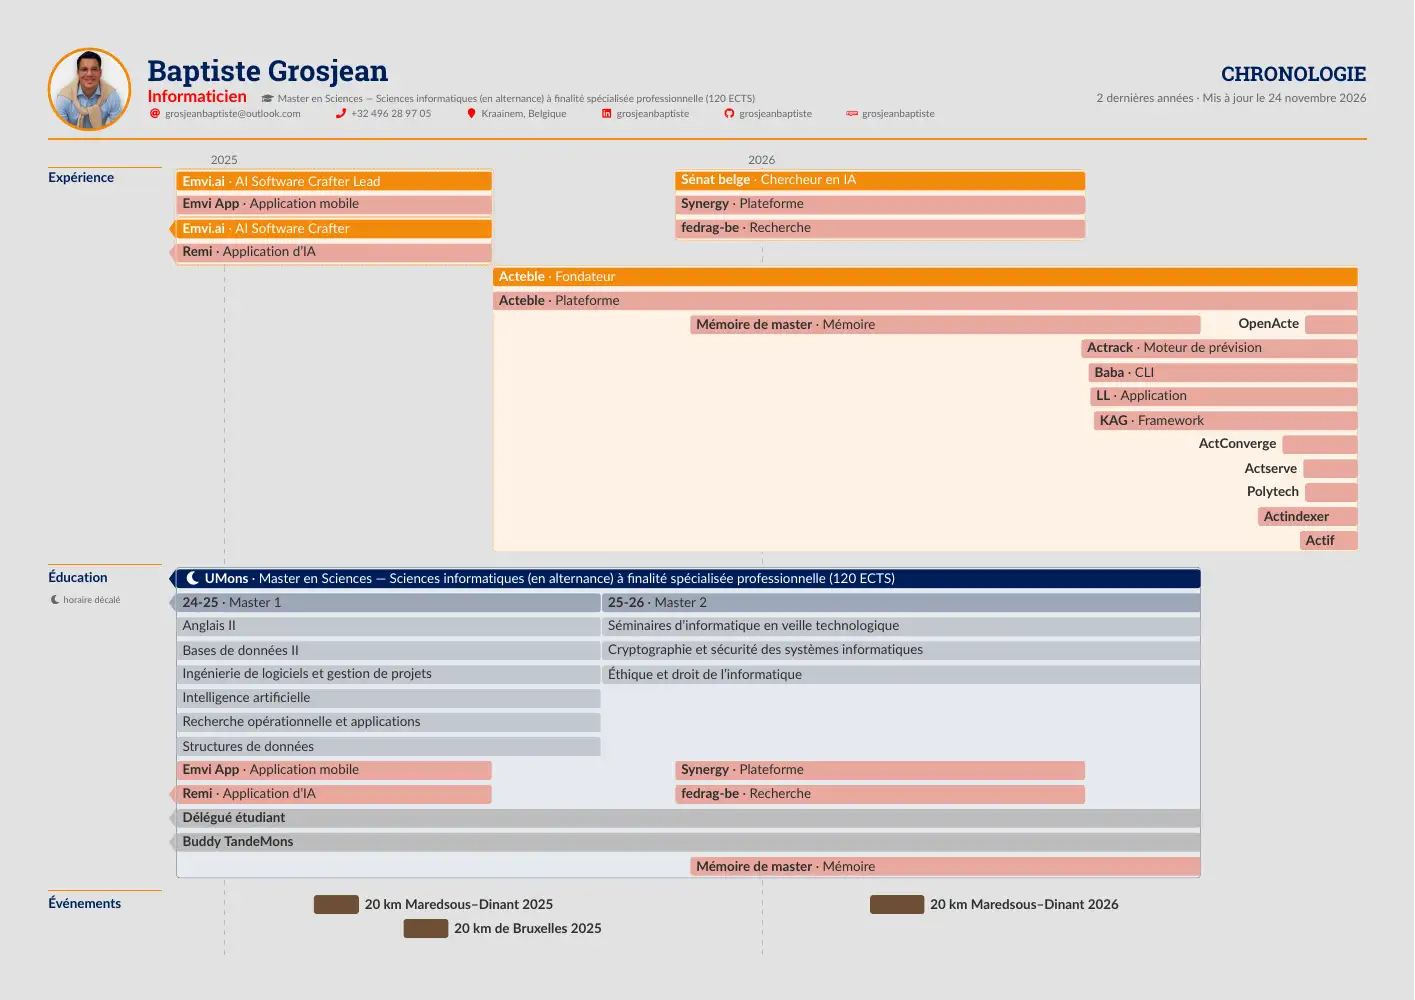 Baptiste Grosjean
Informaticien Master en Sciences — Sciences informatiques (en alternance) à finalité spécialisée professionnelle (120 ECTS)
grosjeanbaptiste@outlook.com +32 496 28 97 05 Kraainem, Belgique grosjeanbaptiste grosjeanbaptiste grosjeanbaptiste
CHRONOLOGIE
2 dernières années · Mis à jour le 24 novembre 2026
2025 2026
Expérience
Emvi.ai · AI Software Crafter Lead
Sénat belge · Chercheur en IA
Emvi App · Application mobile
Synergy · Plateforme
Emvi.ai · AI Software Crafter
fedrag-be · Recherche
Remi · Application d'IA
Acteble · Fondateur
Acteble · Plateforme
Mémoire de master · Mémoire
OpenActe
Actrack · Moteur de prévision
Baba · CLI
LL · Application
KAG · Framework
ActConverge
Actserve
Polytech
Actindexer
Actif
Éducation
horaire décalé
UMons · Master en Sciences — Sciences informatiques (en alternance) à finalité spécialisée professionnelle (120 ECTS)
24-25 · Master 1
25-26 · Master 2
Anglais II
Séminaires d'informatique en veille technologique
Bases de données II
Cryptographie et sécurité des systèmes informatiques
Ingénierie de logiciels et gestion de projets
Éthique et droit de l'informatique
Intelligence artificielle
Recherche opérationnelle et applications
Structures de données
Emvi App · Application mobile
Synergy · Plateforme
Remi · Application d'IA
fedrag-be · Recherche
Délégué étudiant
Buddy TandeMons
Mémoire de master · Mémoire
Événements
20 km Maredsous–Dinant 2025
20 km Maredsous–Dinant 2026
20 km de Bruxelles 2025